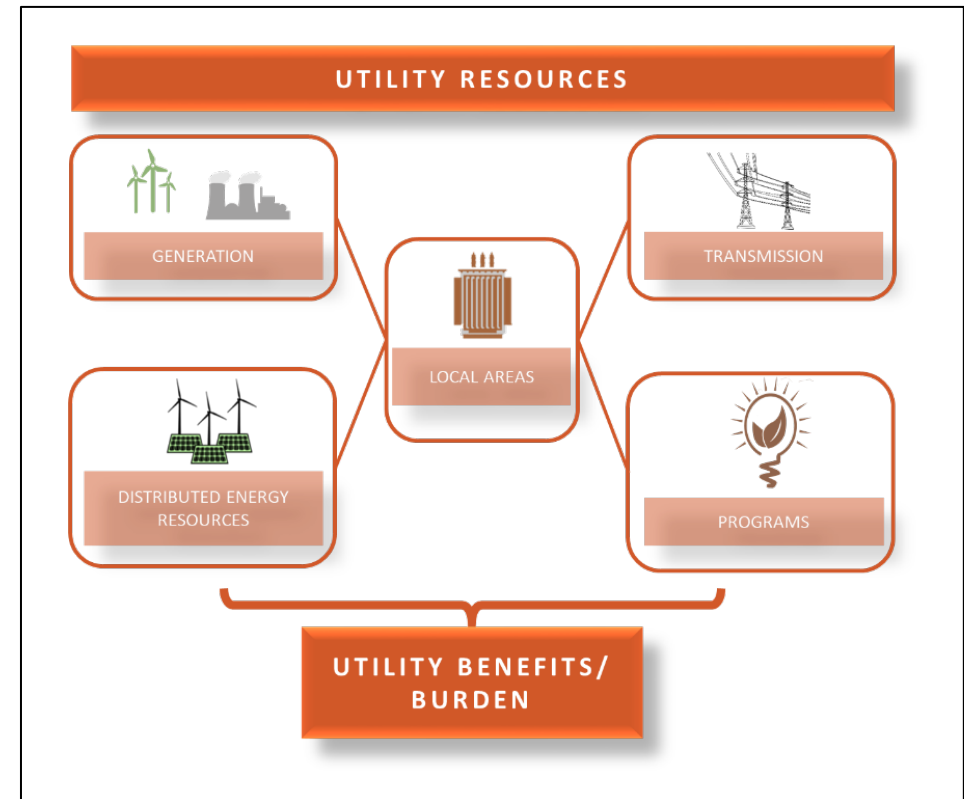 UTILITY RESOURCES
GENERATION
TRANSMISSION
LOCAL AREAS
DISTRIBUTED ENERGY
RESOURCES
PROGRAMS
UTILITY BENEFITS/
BURDEN